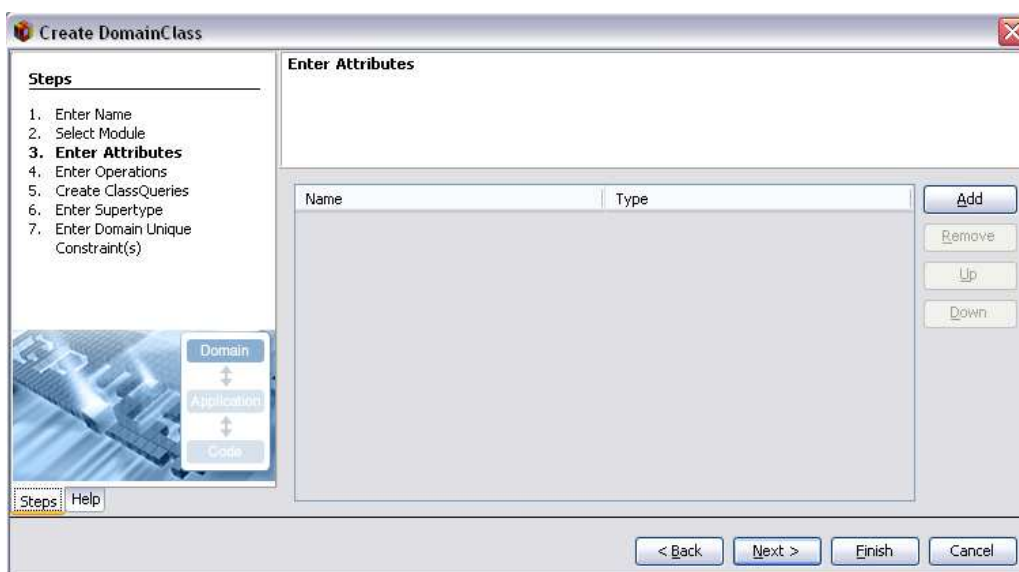 Create DomainClass
Steps
1. Enter Name
2. Select Module
3. Enter Attributes
4. Enter Operations
5. Create ClassQueries
6. Enter Supertype
7. Enter Domain Unique
Constraint(s)
Domain
Application
Code
Steps
Help
Enter Attributes
Name
Type
Add
Remove
Up
Down
< Back
Next >
Finish
Cancel